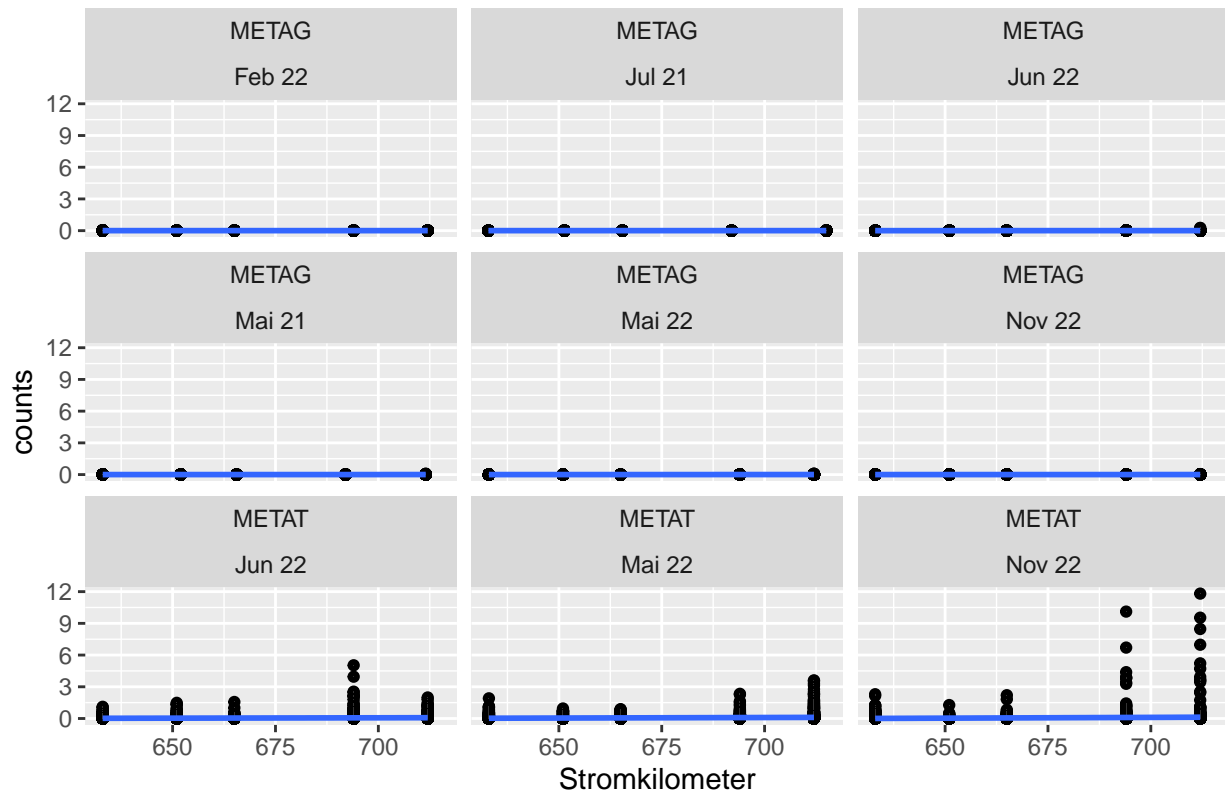 METAG METAG METAG
Feb 22 Jul 21 Jun 22
12
9
6
3
0
METAG METAG METAG
Mai 21 Mai 22 Nov 22
12
9
6
3
0
counts
METAT METAT METAT
Jun 22 Mai 22 Nov 22
12
9
6
3
0
650 675 700 650 675 700 650 675 700
Stromkilometer